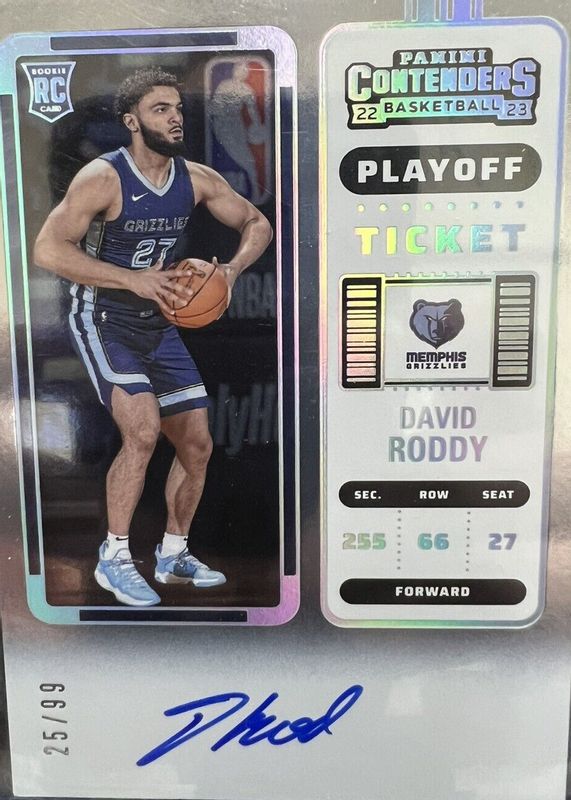 ROOKIE
RC
CARD
PANINI
CONTENDERS
22 BASKETBALL 23
PLAYOFF
TICKET
GRIZZLIES
27
NBA
MEMPHIS
GRIZZLIES
DAVID
RODDY
SEC. ROW SEAT
255 66 27
FORWARD
25/99